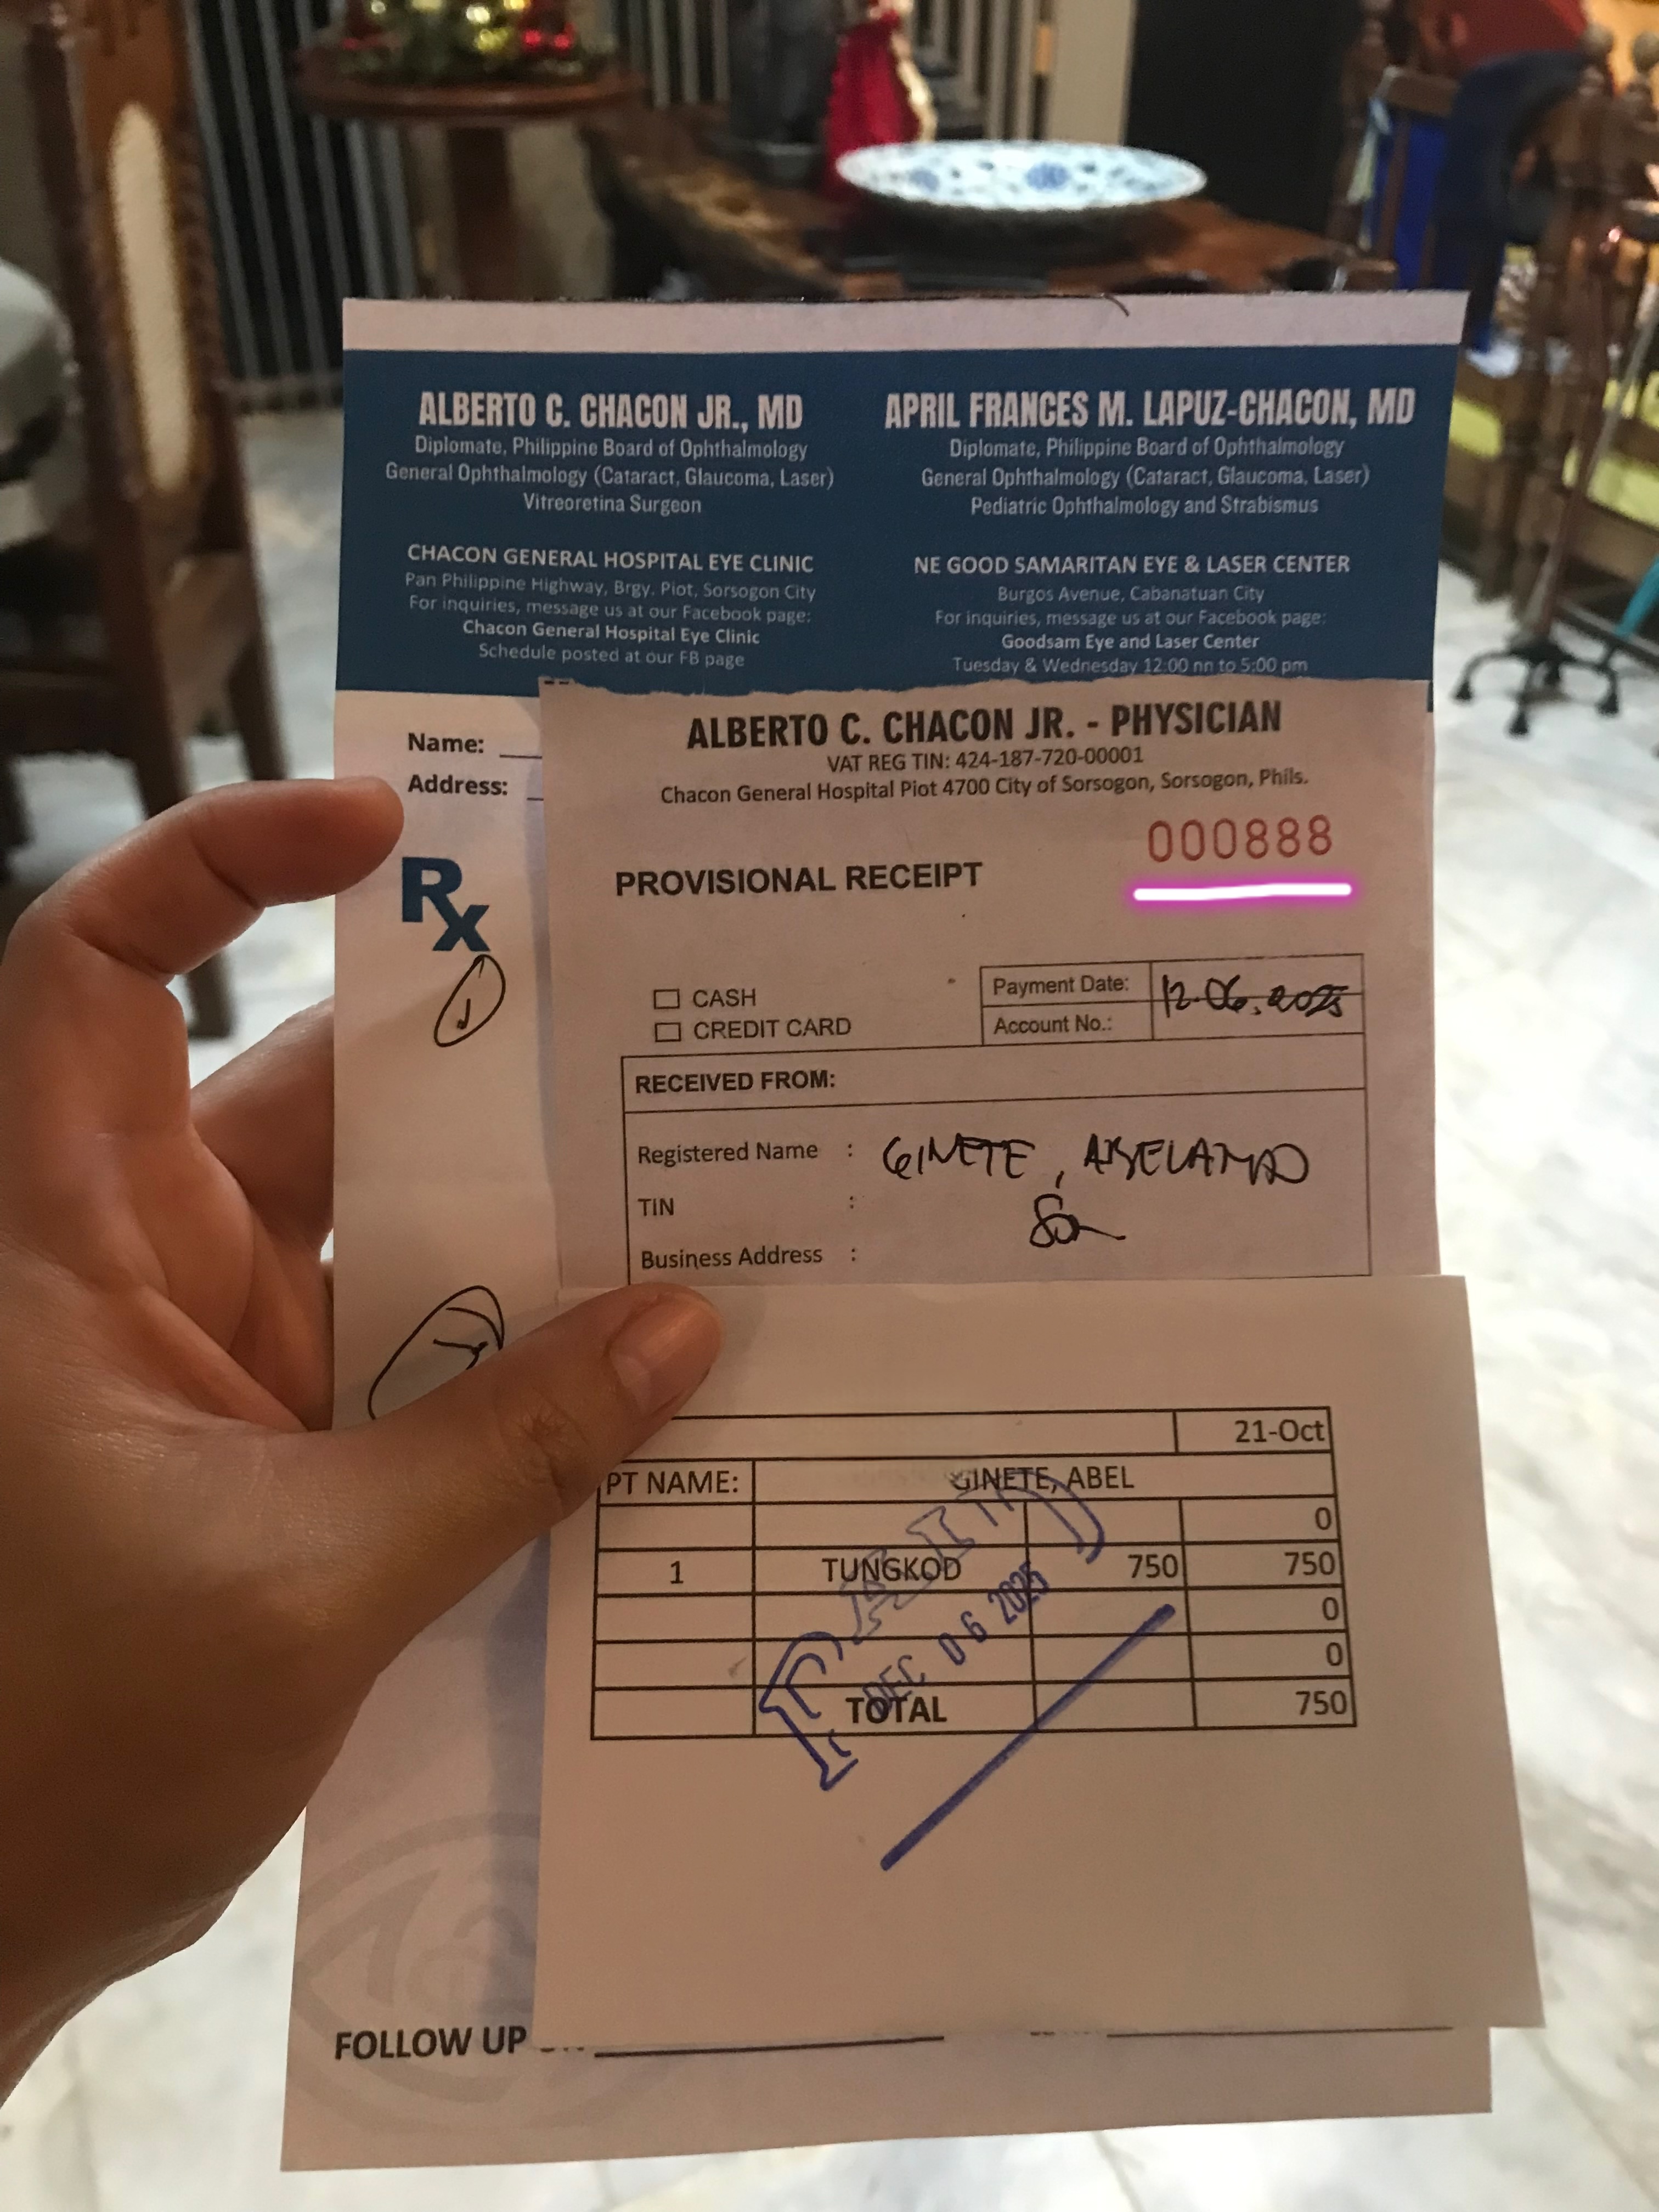 ALBERTO C. CHACON JR., MD
Diplomate, Philippine Board of Ophthalmology
General Ophthalmology (Cataract, Glaucoma, Laser)
Vitreoretina Surgeon
CHACON GENERAL HOSPITAL EYE CLINIC
Pan Philippine Highway, Brgy. Piot, Sorsogon City
For inquiries, message us at our Facebook page:
Chacon General Hospital Eye Clinic
Schedule posted at our FB page
APRIL FRANCES M. LAPUZ-CHACON, MD
Diplomate, Philippine Board of Ophthalmology
General Ophthalmology (Cataract, Glaucoma, Laser)
Pediatric Ophthalmology and Strabismus
NE GOOD SAMARITAN EYE & LASER CENTER
Burgos Avenue, Cabanatuan City
For inquiries, message us at our Facebook page:
Goodsam Eye and Laser Center
Tuesday & Wednesday 12:00 nn to 5:00 pm
Name:
Address:
Rx
ALBERTO C. CHACON JR. - PHYSICIAN
VAT REG TIN: 424-187-720-00001
Chacon General Hospital Piot 4700 City of Sorsogon, Sorsogon, Phils.
000888
PROVISIONAL RECEIPT
CASH
CREDIT CARD
Payment Date: 12.06.2025
Account No.:
RECEIVED FROM:
Registered Name : GINETE, ABELARDO
TIN :
Business Address :
21-Oct
PT NAME: GINETE, ABEL
0
1 TUNGKOD 750 750
0
0
TOTAL 750
PAID
DEC 06 2025
FOLLOW UP